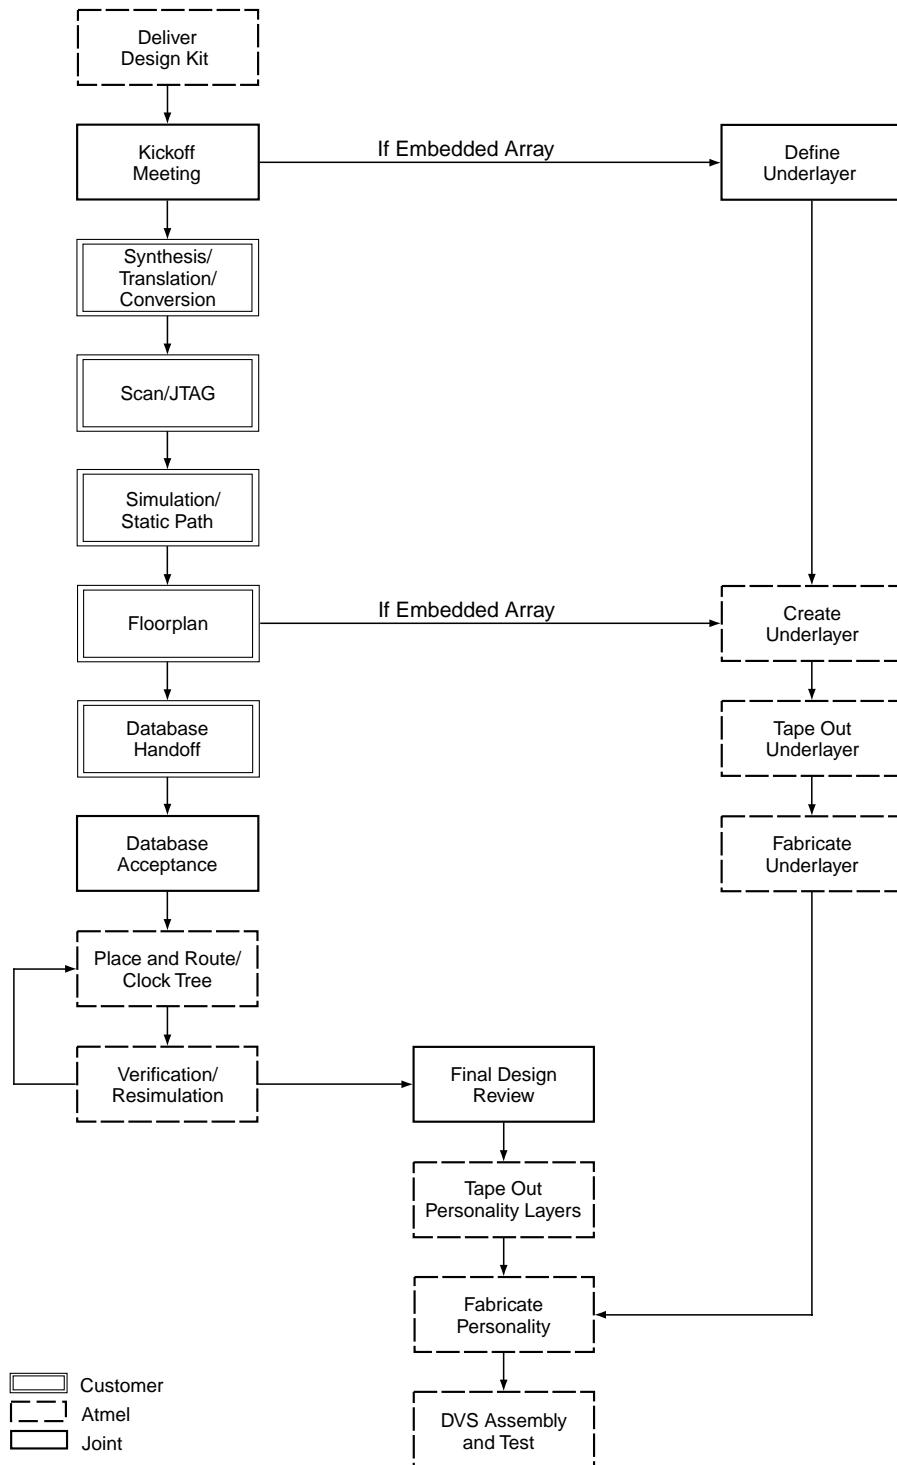 Deliver
Design Kit
Kickoff
Meeting
If Embedded Array
Define
Underlayer
Synthesis/
Translation/
Conversion
Scan/JTAG
Simulation/
Static Path
Floorplan
If Embedded Array
Create
Underlayer
Database
Handoff
Tape Out
Underlayer
Database
Acceptance
Fabricate
Underlayer
Place and Route/
Clock Tree
Verification/
Resimulation
Final Design
Review
Tape Out
Personality Layers
Fabricate
Personality
DVS Assembly
and Test
Customer
Atmel
Joint